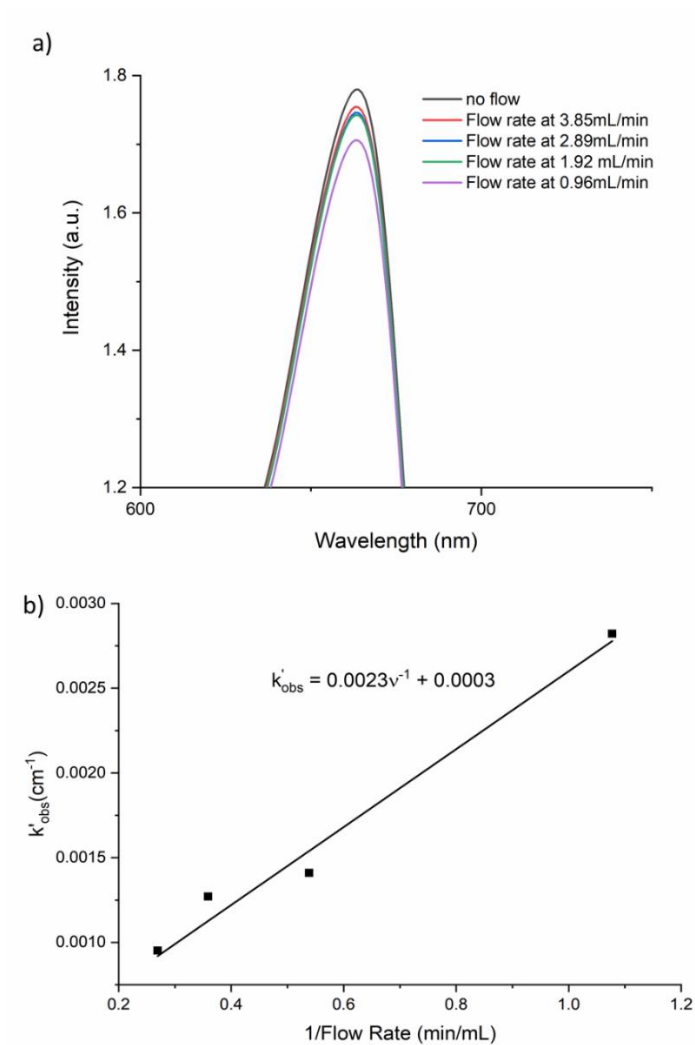 a)
1.8
1.6
1.4
1.2
600
700
Intensity (a.u.)
Wavelength (nm)
no flow
Flow rate at 3.85mL/min
Flow rate at 2.89mL/min
Flow rate at 1.92 mL/min
Flow rate at 0.96mL/min
b)
0.0030
0.0025
0.0020
0.0015
0.0010
k'obs(cm-1)
k'obs = 0.0023ν-1 + 0.0003
0.2
0.4
0.6
0.8
1.0
1.2
1/Flow Rate (min/mL)